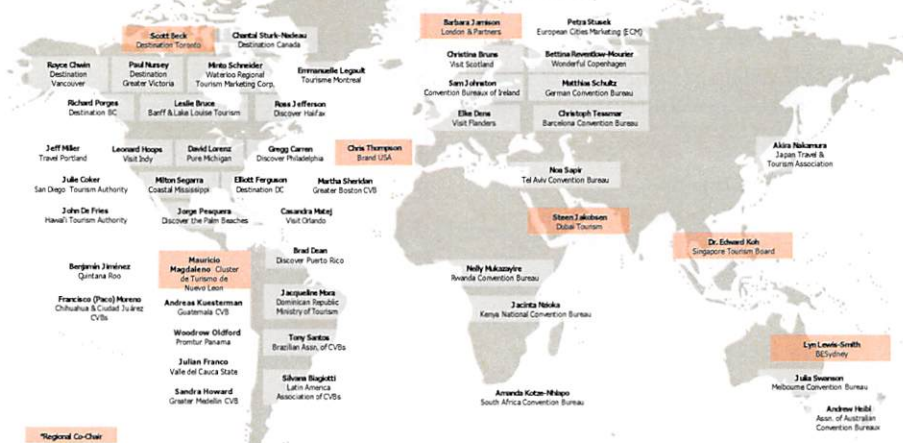 Scott Beck
Destination Toronto
Chantal Sturk-Nadeau
Destination Canada
Royce Chwin
Destination
Vancouver
Paul Nursey
Destination
Greater Victoria
Minto Schneider
Waterloo Regional
Tourism Marketing Corp.
Emmanuelle Legault
Tourisme Montreal
Richard Porges
Destination BC
Leslie Bruce
Banff & Lake Louise Tourism
Ross Jefferson
Discover Halifax
Jeff Miller
Travel Portland
Leonard Hoops
Visit Indy
David Lorenz
Pure Michigan
Gregg Caren
Discover Philadelphia
Chris Thompson
Brand USA
Julie Coker
San Diego Tourism Authority
Milton Segarra
Coastal Mississippi
Elliott Ferguson
Destination DC
Martha Sheridan
Greater Boston CVB
John De Fries
Hawai'i Tourism Authority
Jorge Pesquera
Discover the Palm Beaches
Casandra Matej
Visit Orlando
Brad Dean
Discover Puerto Rico
Benjamin Jiménez
Quintana Roo
Mauricio
Magdaleno Cluster
de Turismo de
Nuevo Leon
Francisco (Paco) Moreno
Chihuahua & Ciudad Juárez
CVBs
Andreas Kuesterman
Guatemala CVB
Jacqueline Mora
Dominican Republic
Ministry of Tourism
Woodrow Oldford
Promtur Panama
Tony Santos
Brazilian Assn. of CVBs
Julian Franco
Valle del Cauca State
Silvana Biagiotti
Latin America
Association of CVBs
Sandra Howard
Greater Medellin CVB
Barbara Jamison
London & Partners
Petra Stusek
European Cities Marketing (ECM)
Christina Bruns
Visit Scotland
Bettina Reventlow-Mourier
Wonderful Copenhagen
Sam Johnston
Convention Bureaux of Ireland
Matthias Schultz
German Convention Bureau
Elke Dens
Visit Flanders
Christoph Tessmar
Barcelona Convention Bureau
Noa Sapir
Tel Aviv Convention Bureau
Steen Jakobsen
Dubai Tourism
Nelly Mukazayire
Rwanda Convention Bureau
Jacinta Nzioka
Kenya National Convention Bureau
Amanda Kotze-Nhlapo
South Africa Convention Bureau
Akira Nakamura
Japan Travel &
Tourism Association
Dr. Edward Koh
Singapore Tourism Board
Lyn Lewis-Smith
BESydney
Julia Swanson
Melbourne Convention Bureau
Andrew Heibl
Assn. of Australian
Convention Bureaux
*Regional Co-Chair